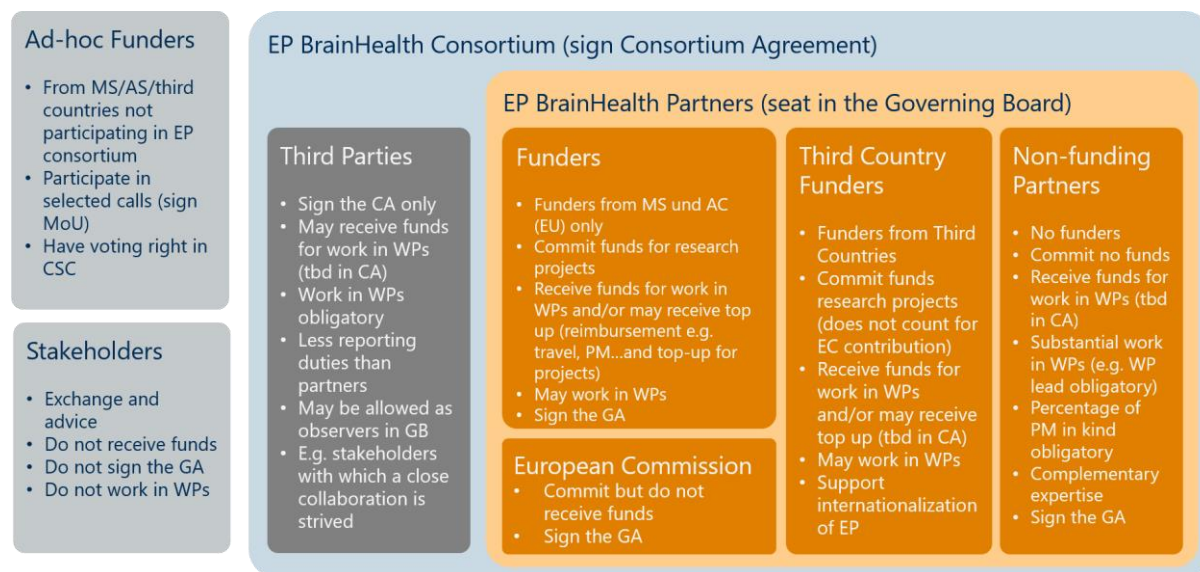 Ad-hoc Funders
• From MS/AS/third
countries not
participating in EP
consortium
• Participate in
selected calls (sign
MoU)
• Have voting right in
CSC
Stakeholders
• Exchange and
advice
• Do not receive funds
• Do not sign the GA
• Do not work in WPs
EP BrainHealth Consortium (sign Consortium Agreement)
Third Parties
• Sign the CA only
• May receive funds
for work in WPs
(tbd in CA)
• Work in WPs
obligatory
• Less reporting
duties than
partners
• May be allowed as
observers in GB
• E.g. stakeholders
with which a close
collaboration is
strived
EP BrainHealth Partners (seat in the Governing Board)
Funders
• Funders from MS und AC
(EU) only
• Commit funds for research
projects
• Receive funds for work in
WPs and/or may receive top
up (reimbursement e.g.
travel, PM...and top-up for
projects)
• May work in WPs
• Sign the GA
European Commission
• Commit but do not
receive funds
• Sign the GA
Third Country
Funders
• Funders from Third
Countries
• Commit funds
research projects
(does not count for
EC contribution)
• Receive funds for
work in WPs
and/or may receive
top up (tbd in CA)
• May work in WPs
• Support
internationalization
of EP
Non-funding
Partners
• No funders
• Commit no funds
• Receive funds for
work in WPs (tbd
in CA)
• Substantial work
in WPs (e.g. WP
lead obligatory)
• Percentage of
PM in kind
obligatory
• Complementary
expertise
• Sign the GA